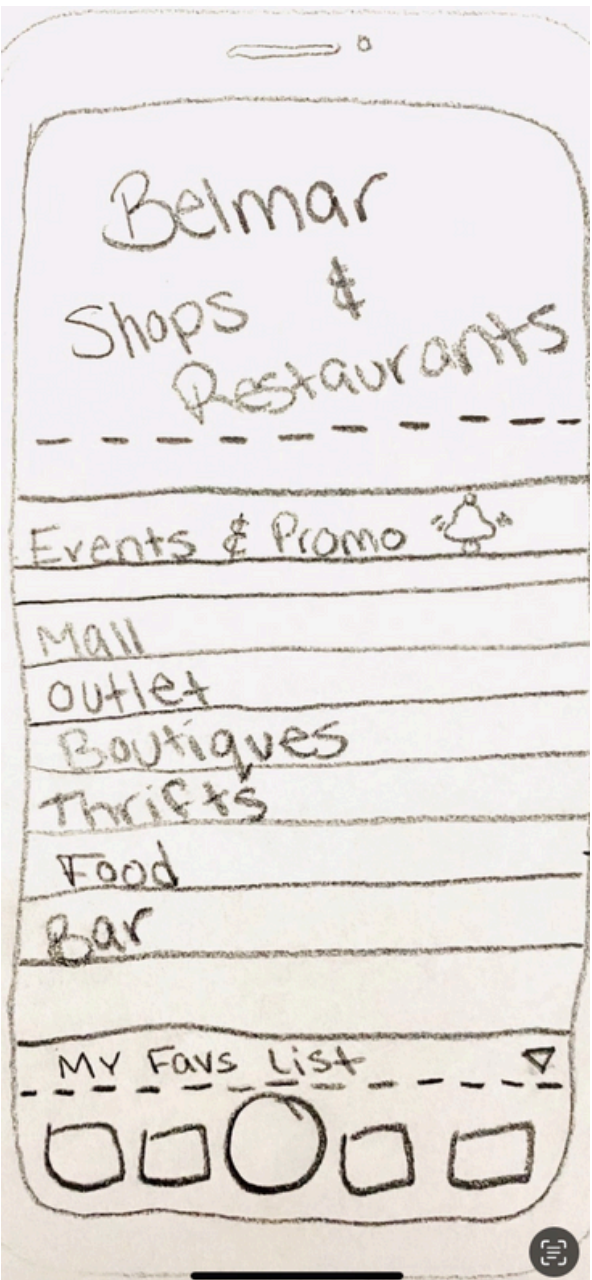 Belmar
Shops &
Restaurants
Events & Promo
Mall
Outlet
Boutiques
Thrifts
Food
Bar
My Favs List